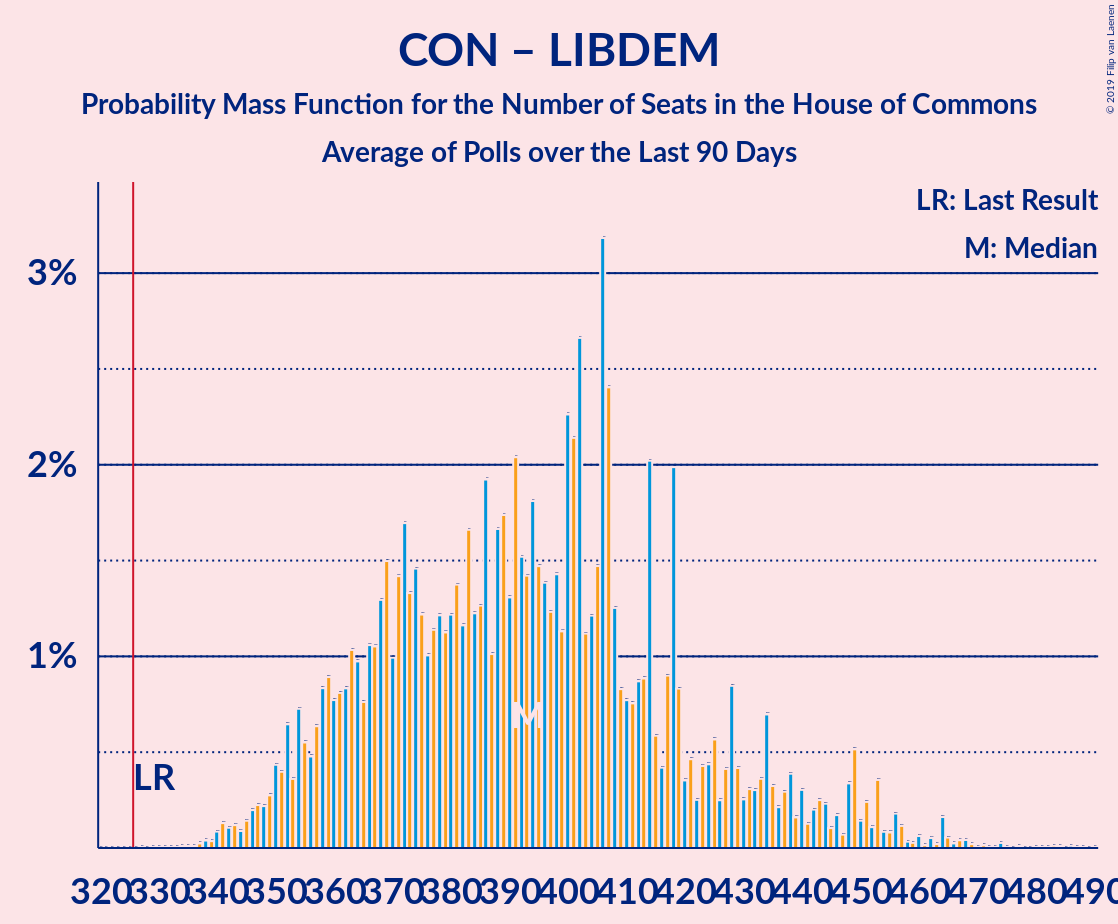 CON – LIBDEM
Probability Mass Function for the Number of Seats in the House of Commons
Average of Polls over the Last 90 Days
© 2019 Filip van Laenen
LR: Last Result
M: Median
3%
2%
1%
M
LR
320 330 340 350 360 370 380 390 400 410 420 430 440 450 460 470 480 490